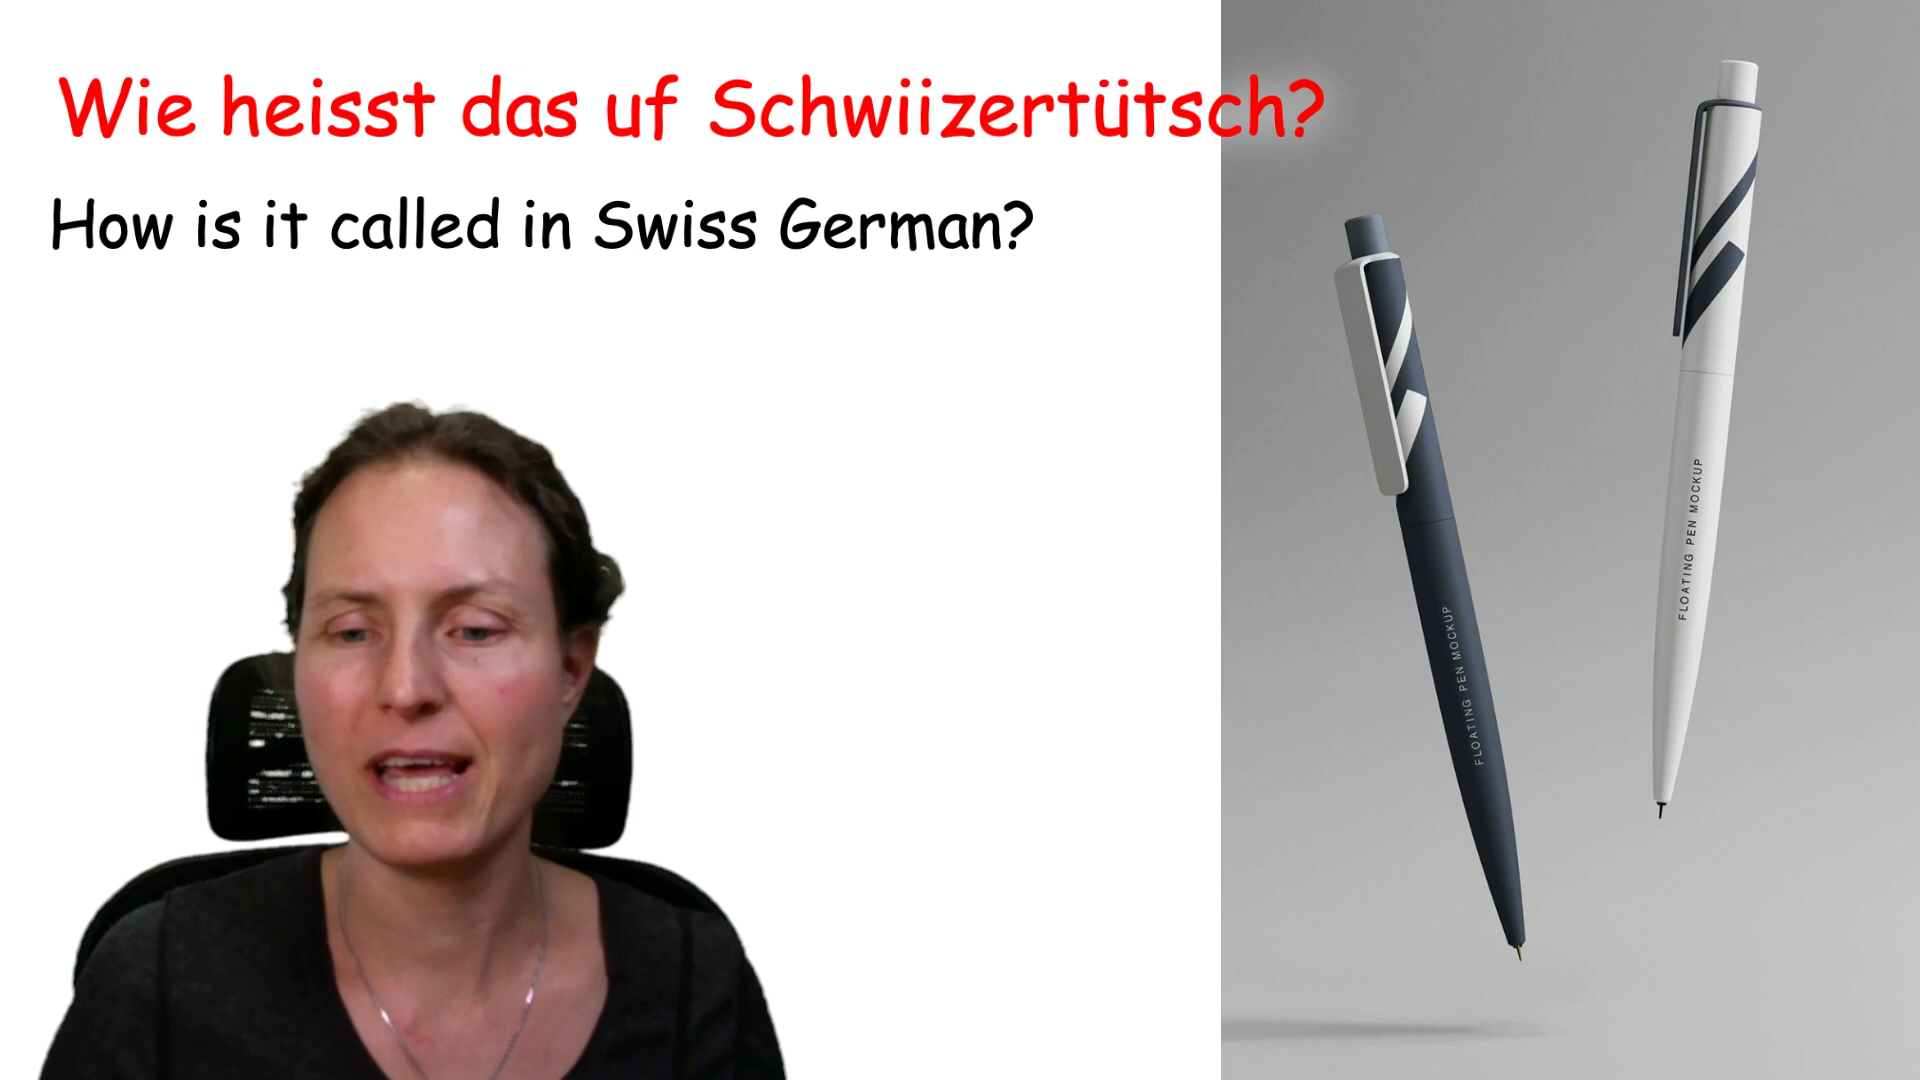 Wie heisst das uf Schwiizertütsch?
How is it called in Swiss German?
FLOATING PEN MOCKUP
FLOATING PEN MOCKUP